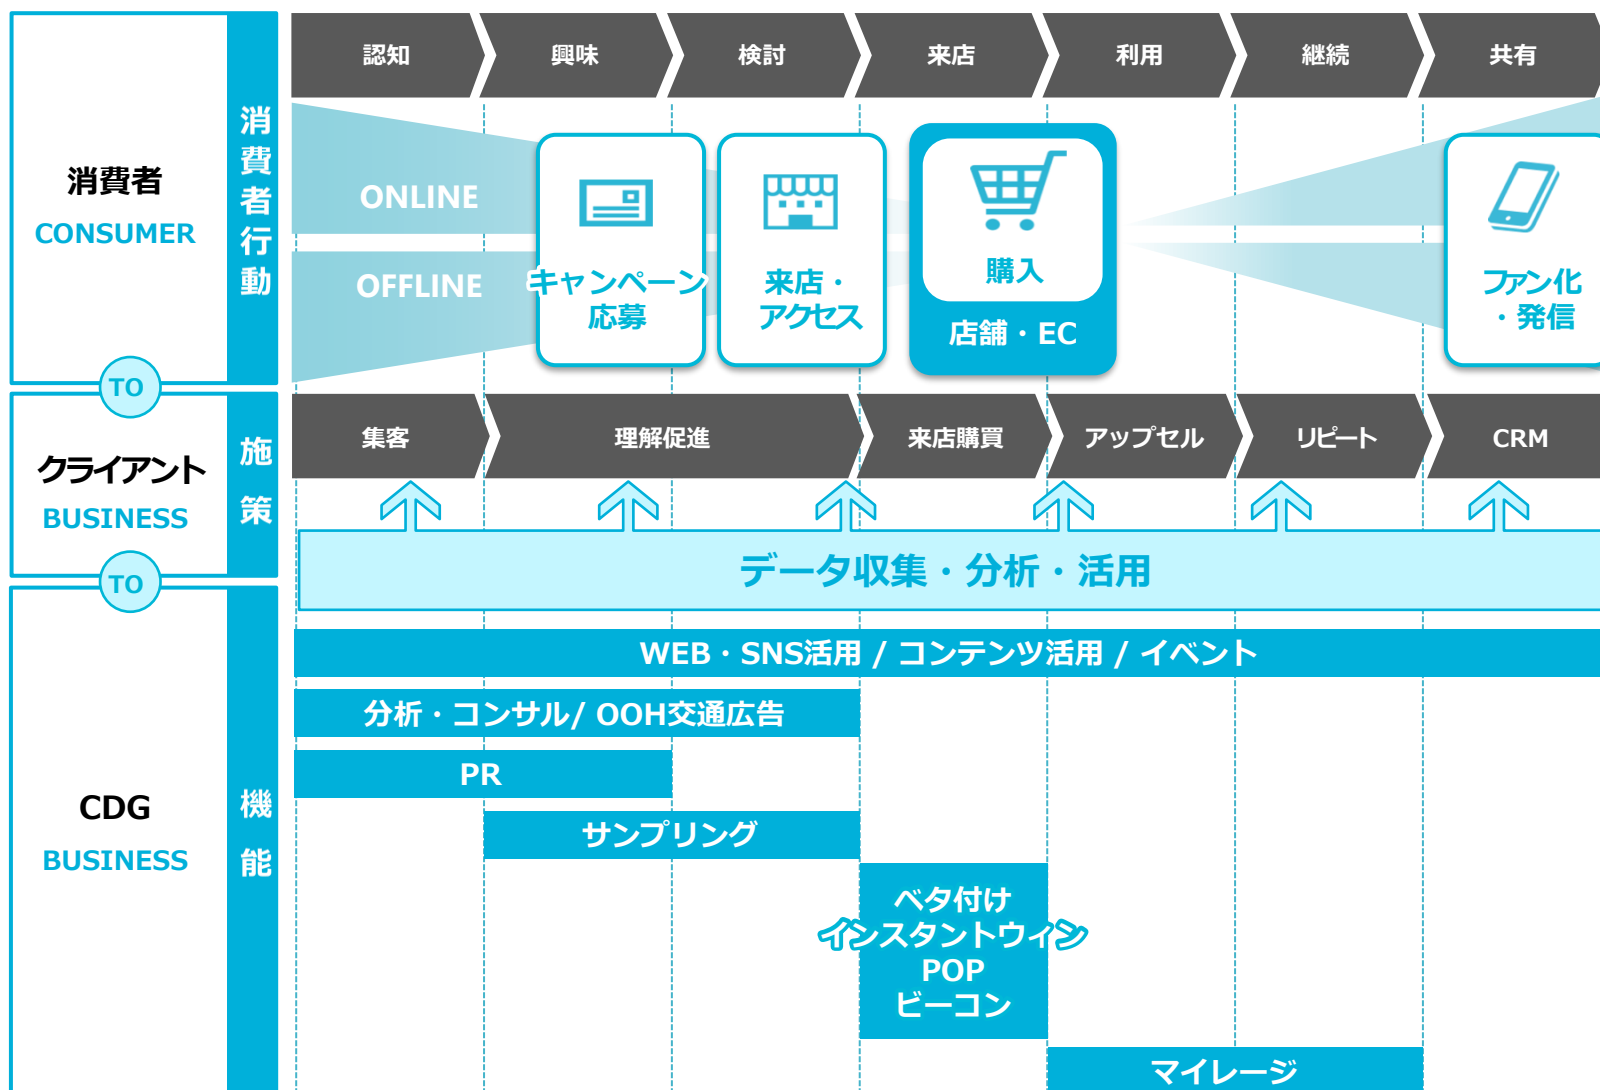 認知
興味
検討
来店
利用
継続
共有
消費者
CONSUMER
消費者行動
ONLINE
OFFLINE
キャンペーン
応募
来店・
アクセス
購入
店舗・EC
ファン化
・発信
TO
クライアント
BUSINESS
施策
集客
理解促進
来店購買
アップセル
リピート
CRM
データ収集・分析・活用
TO
CDG
BUSINESS
機能
WEB・SNS活用 / コンテンツ活用 / イベント
分析・コンサル/ OOH交通広告
PR
サンプリング
ベタ付け
インスタントウィン
POP
ビーコン
マイレージ